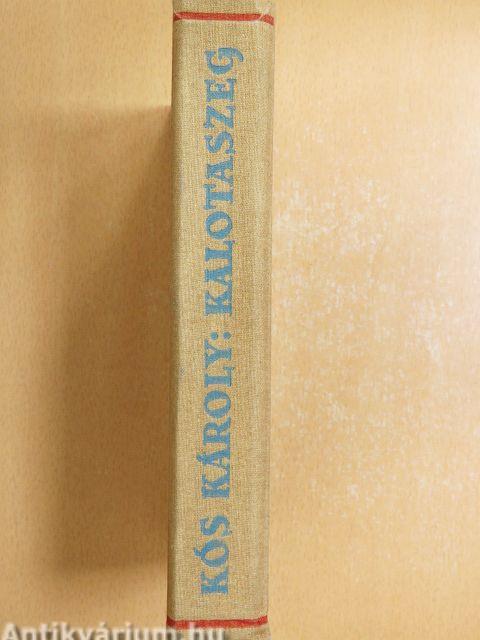 KÓS KÁROLY: KALOTASZEG
Antikvárium.hu